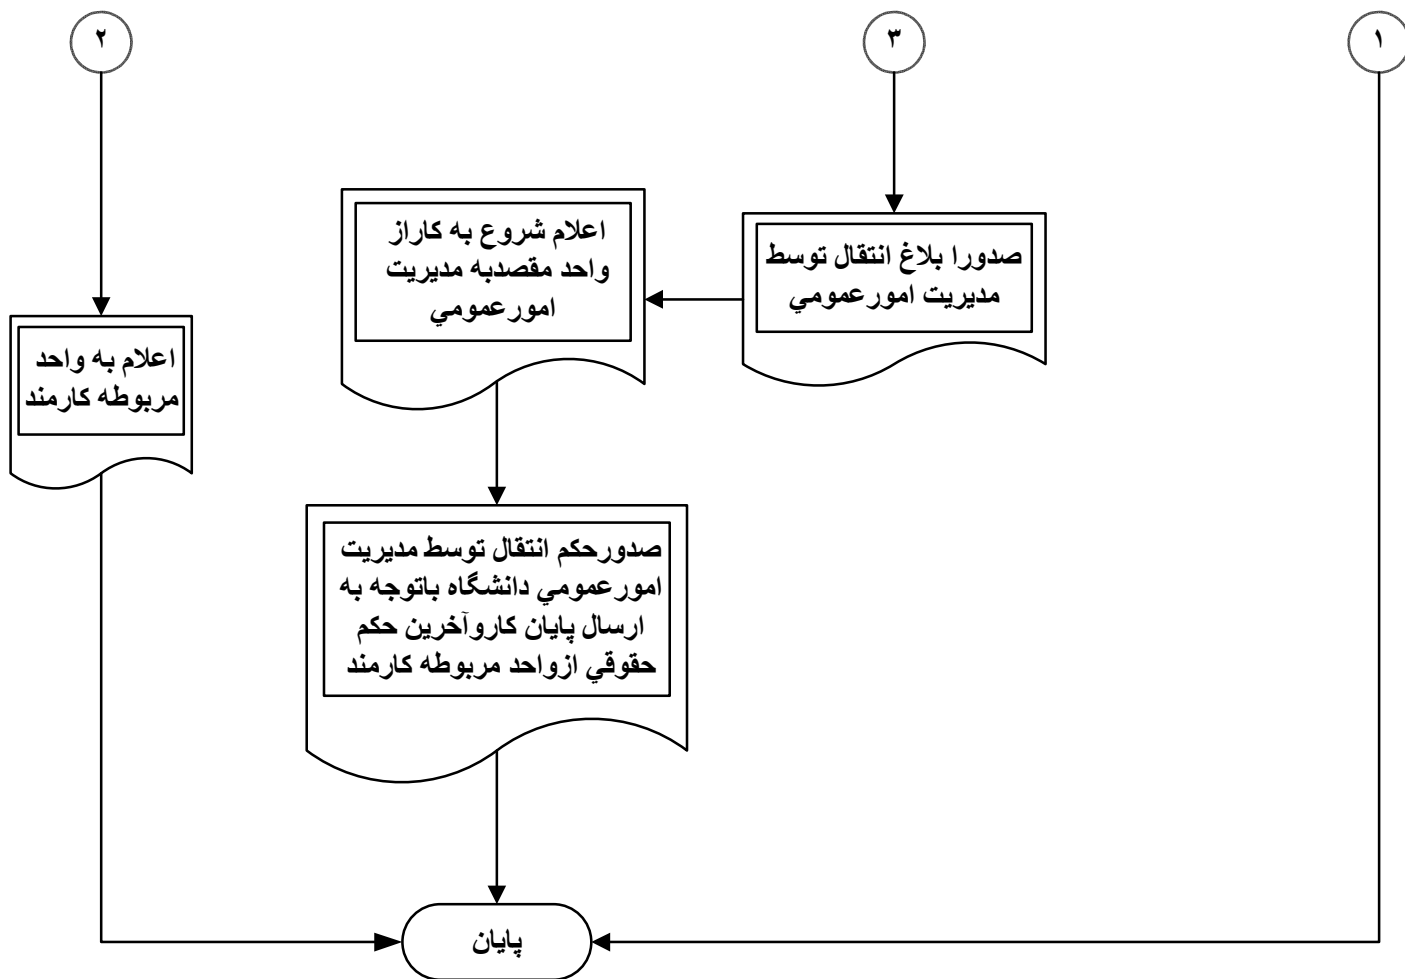 ۱
۳
۲
صدورا بلاغ انتقال توسط
مديريت امورعمومي
اعلام شروع به كاراز
واحد مقصدبه مديريت
امورعمومي
اعلام به واحد
مربوطه كارمند
صدورحكم انتقال توسط مديريت
امورعمومي دانشگاه باتوجه به
ارسال پايان كاروآخرين حكم
حقوقي ازواحد مربوطه كارمند
پايان